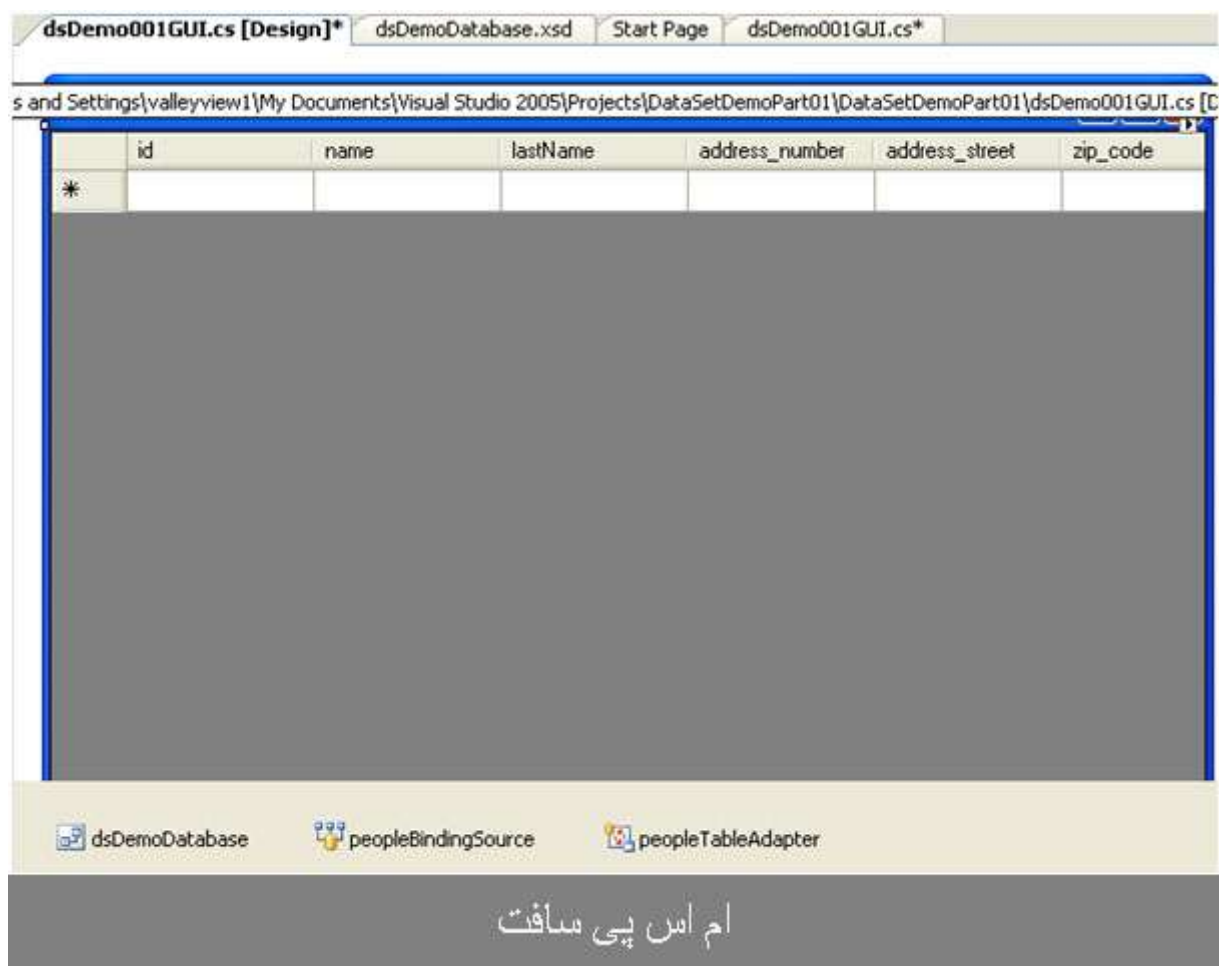 dsDemo001GUI.cs [Design]* dsDemoDatabase.xsd Start Page dsDemo001GUI.cs*
s and Settings\valleyview1\My Documents\Visual Studio 2005\Projects\DataSetDemoPart01\DataSetDemoPart01\dsDemo001GUI.cs [D
id name lastName address_number address_street zip_code
*
dsDemoDatabase peopleBindingSource peopleTableAdapter
ام اس پی سافت